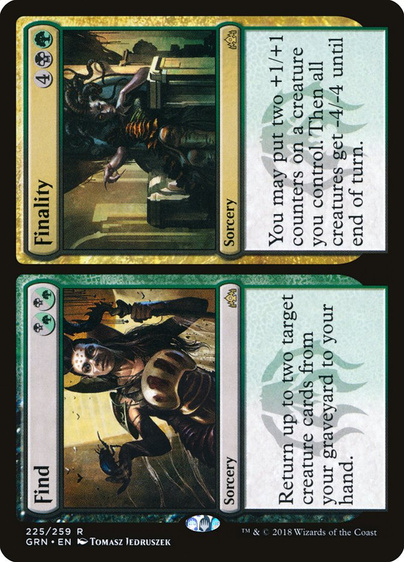 Find
Sorcery
Return up to two target
creature cards from
your graveyard to your
hand.
Finality
4
Sorcery
You may put two +1/+1
counters on a creature
you control. Then all
creatures get -4/-4 until
end of turn.
225/259 R
GRN • EN Tomasz Jedruszek
™ & © 2018 Wizards of the Coast